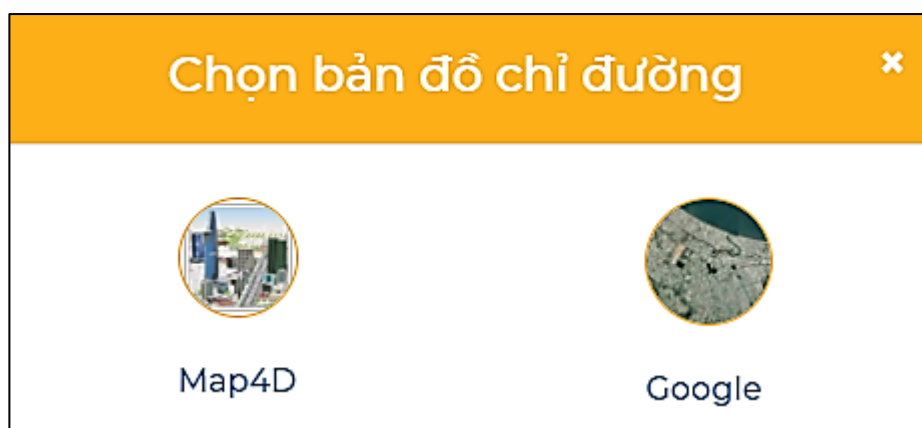 Chọn bản đồ chỉ đường
Map4D
Google